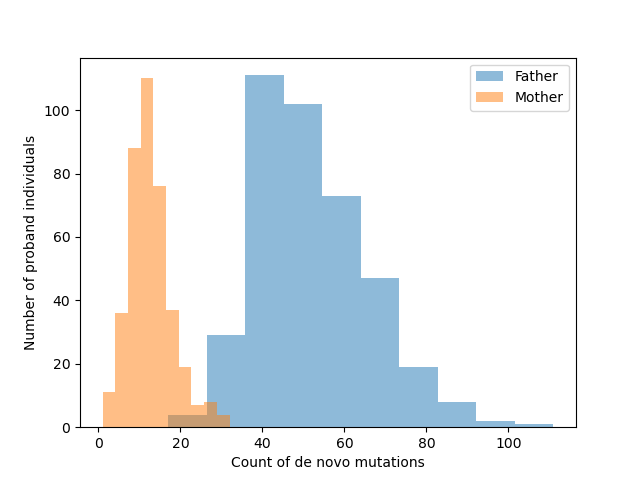 Father
Mother
Number of proband individuals
100
80
60
40
20
0
0 20 40 60 80 100
Count of de novo mutations